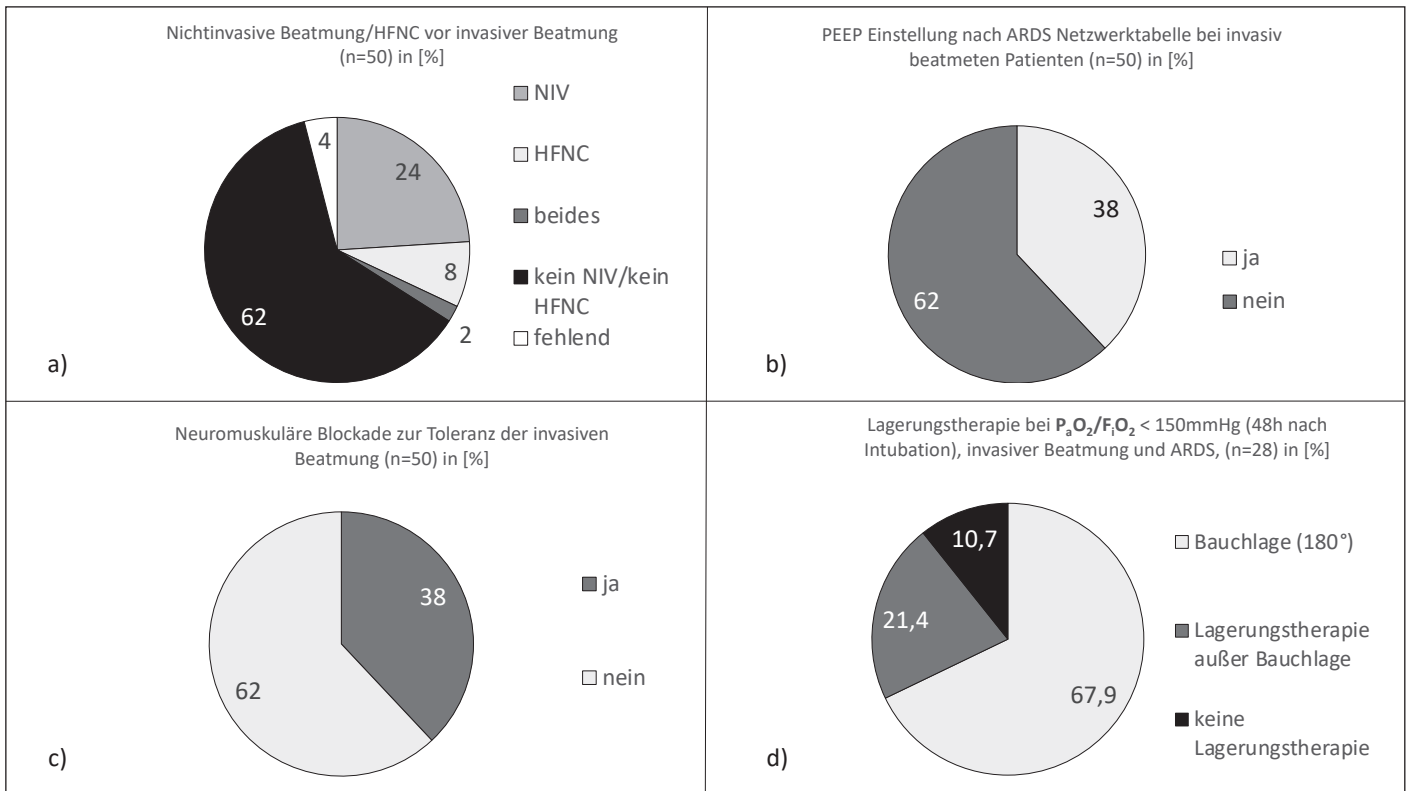 Nichtinvasive Beatmung/HFNC vor invasiver Beatmung
(n=50) in [%]
NIV
HFNC
beides
kein NIV/kein
HFNC
fehlend
4
24
8
2
62
a)
PEEP Einstellung nach ARDS Netzwerktabelle bei invasiv
beatmeten Patienten (n=50) in [%]
38
62
ja
nein
b)
Neuromuskuläre Blockade zur Toleranz der invasiven
Beatmung (n=50) in [%]
38
62
ja
nein
c)
Lagerungstherapie bei PaO2/FiO2 < 150mmHg (48h nach
Intubation), invasiver Beatmung und ARDS, (n=28) in [%]
10,7
21,4
67,9
Bauchlage (180°)
Lagerungstherapie
außer Bauchlage
keine
Lagerungstherapie
d)